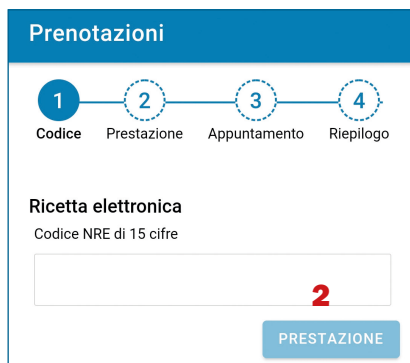 Prenotazioni
1 2 3 4
Codice Prestazione Appuntamento Riepilogo
Ricetta elettronica
Codice NRE di 15 cifre
2
PRESTAZIONE